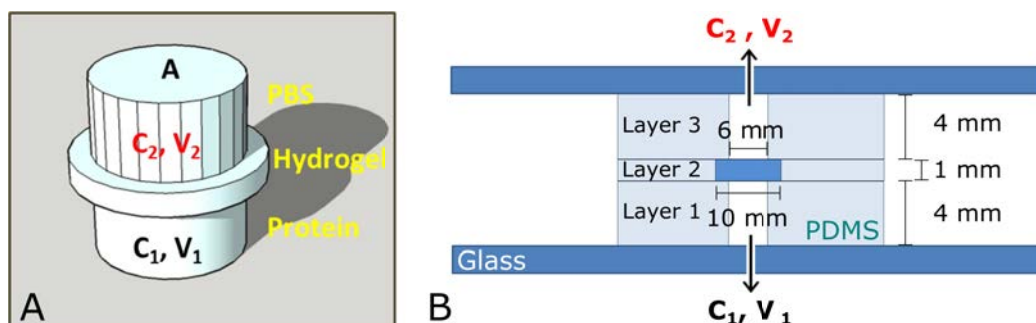 A
PBS
C₂, V₂
Hydrogel
Protein
C₁, V₁
A
C₂ , V₂
Layer 3
6 mm
4 mm
Layer 2
1 mm
Layer 1
10 mm
4 mm
PDMS
Glass
B
C₁, V₁